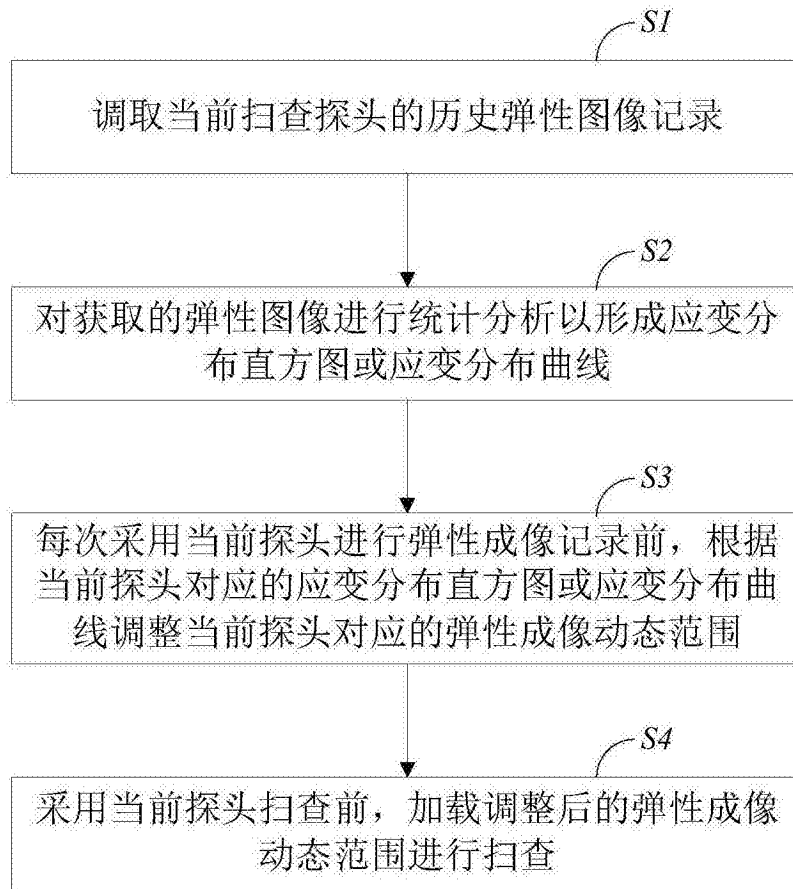 S1
调取当前扫查探头的历史弹性图像记录
S2
对获取的弹性图像进行统计分析以形成应变分
布直方图或应变分布曲线
S3
每次采用当前探头进行弹性成像记录前，根据
当前探头对应的应变分布直方图或应变分布曲
线调整当前探头对应的弹性成像动态范围
S4
采用当前探头扫查前，加载调整后的弹性成像
动态范围进行扫查